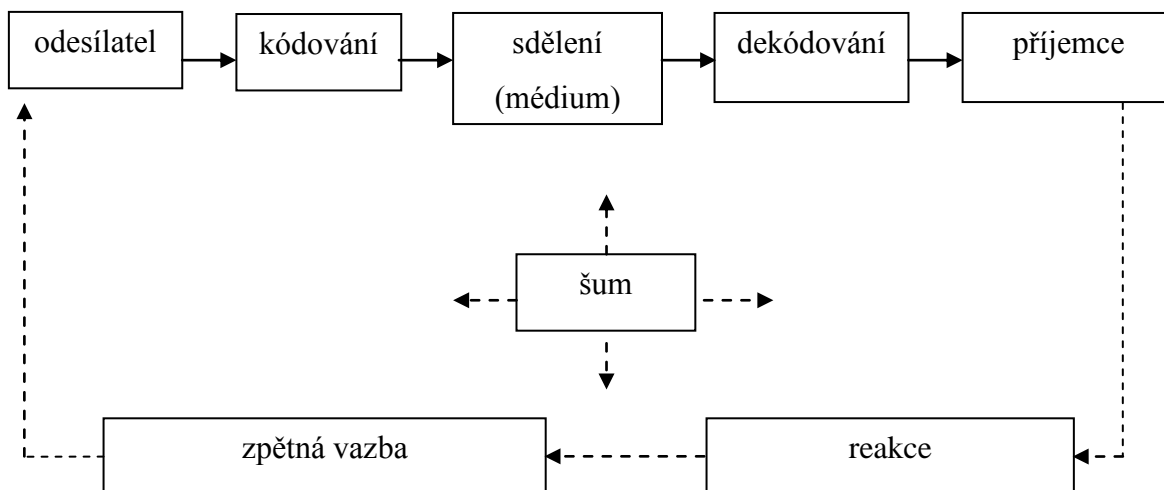 odesílatel
kódování
sdělení
(médium)
dekódování
příjemce
šum
zpětná vazba
reakce